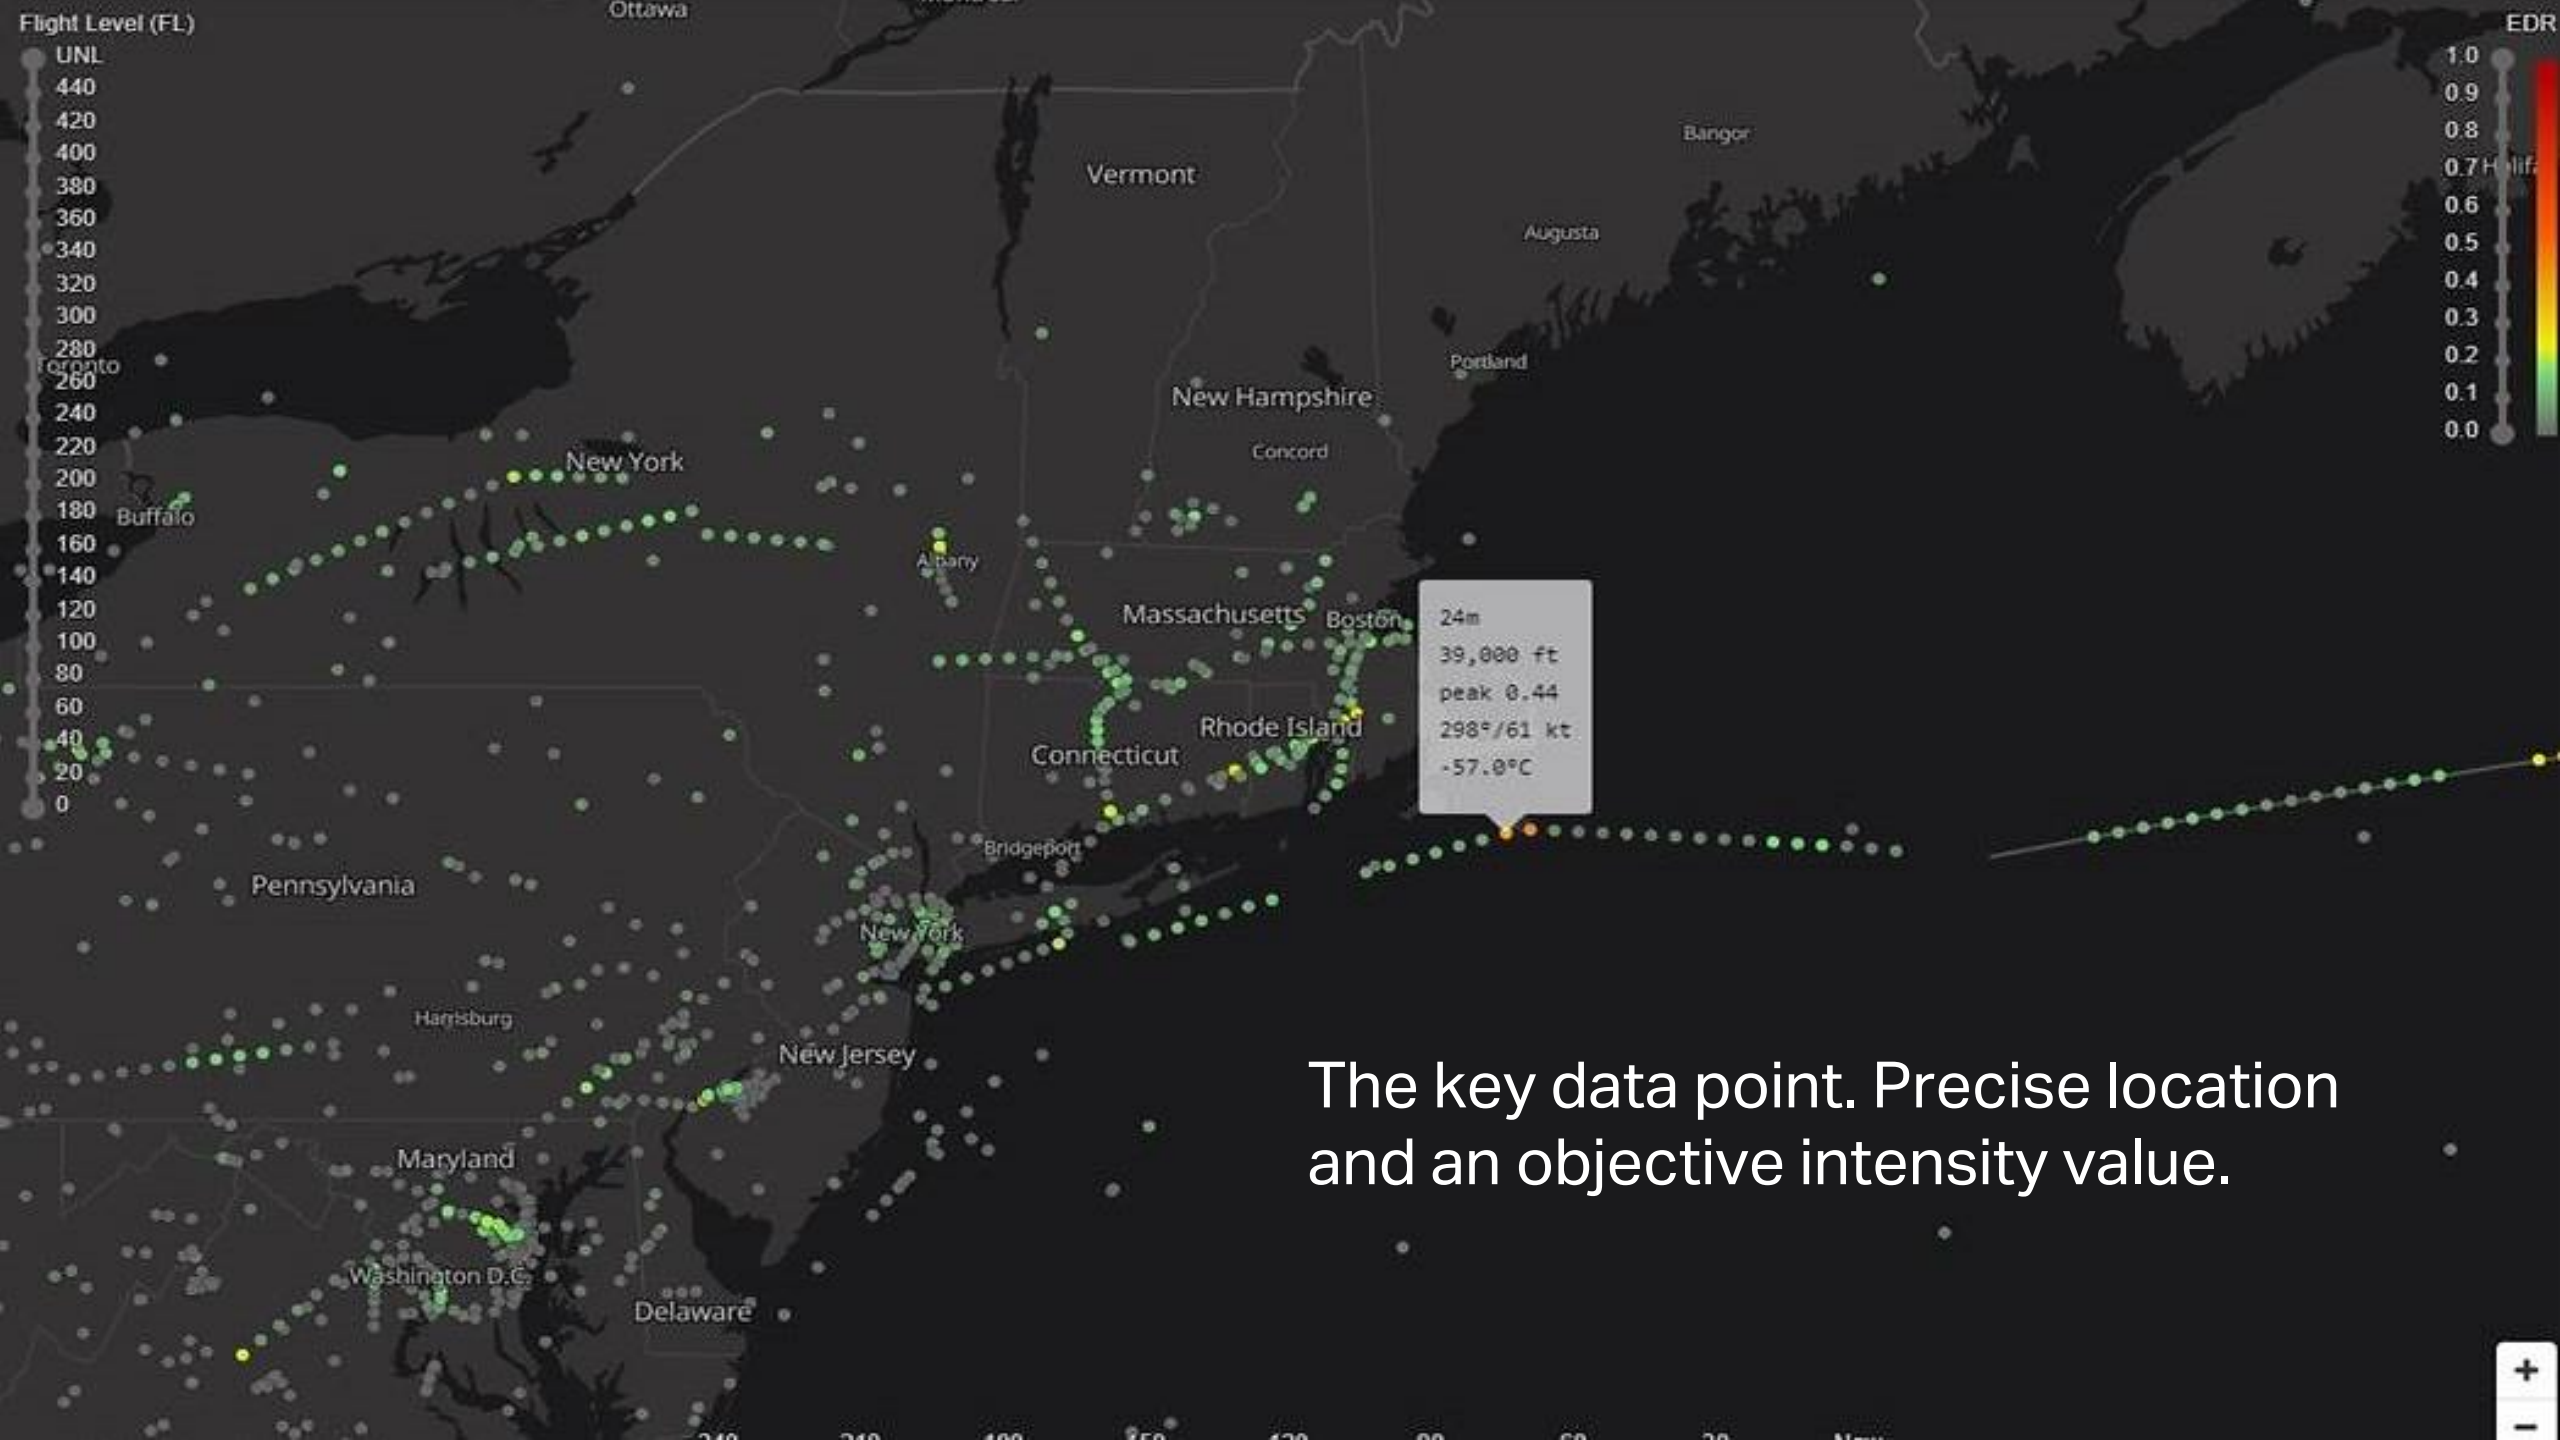 Flight Level (FL)
UNL
440
420
400
380
360
340
320
300
280
260
240
220
200
180
160
140
120
100
80
60
40
20
0
EDR
1.0
0.9
0.8
0.7
0.6
0.5
0.4
0.3
0.2
0.1
0.0
Ottawa
Bangor
Vermont
Augusta
Toronto
Portland
New Hampshire
Concord
New York
Buffalo
Albany
Massachusetts
Boston
24m
39,000 ft
peak 0.44
298°/61 kt
-57.0°C
Rhode Island
Connecticut
Bridgeport
Pennsylvania
New York
Harrisburg
New Jersey
The key data point. Precise location
and an objective intensity value.
Maryland
Washington D.C.
Delaware
+
−